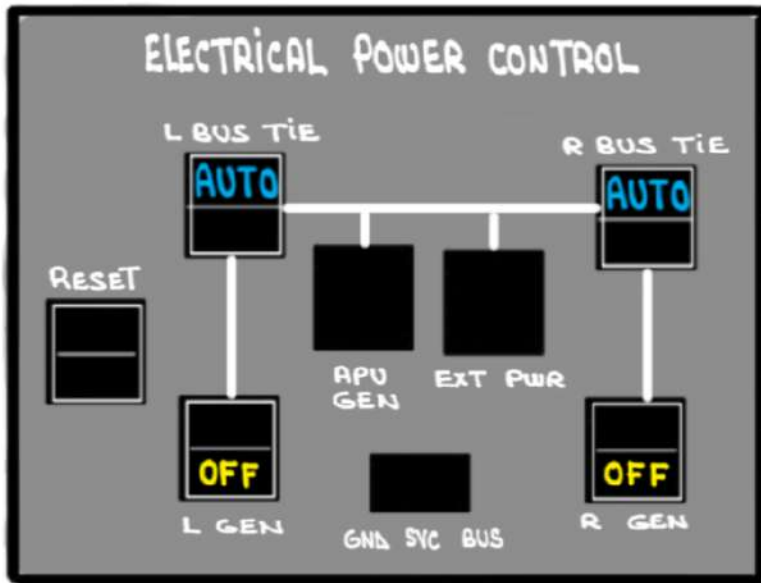 ELECTRICAL POWER CONTROL
L BUS TIE
R BUS TIE
AUTO
AUTO
RESET
APU
GEN
EXT PWR
OFF
OFF
L GEN
R GEN
GND SVC BUS